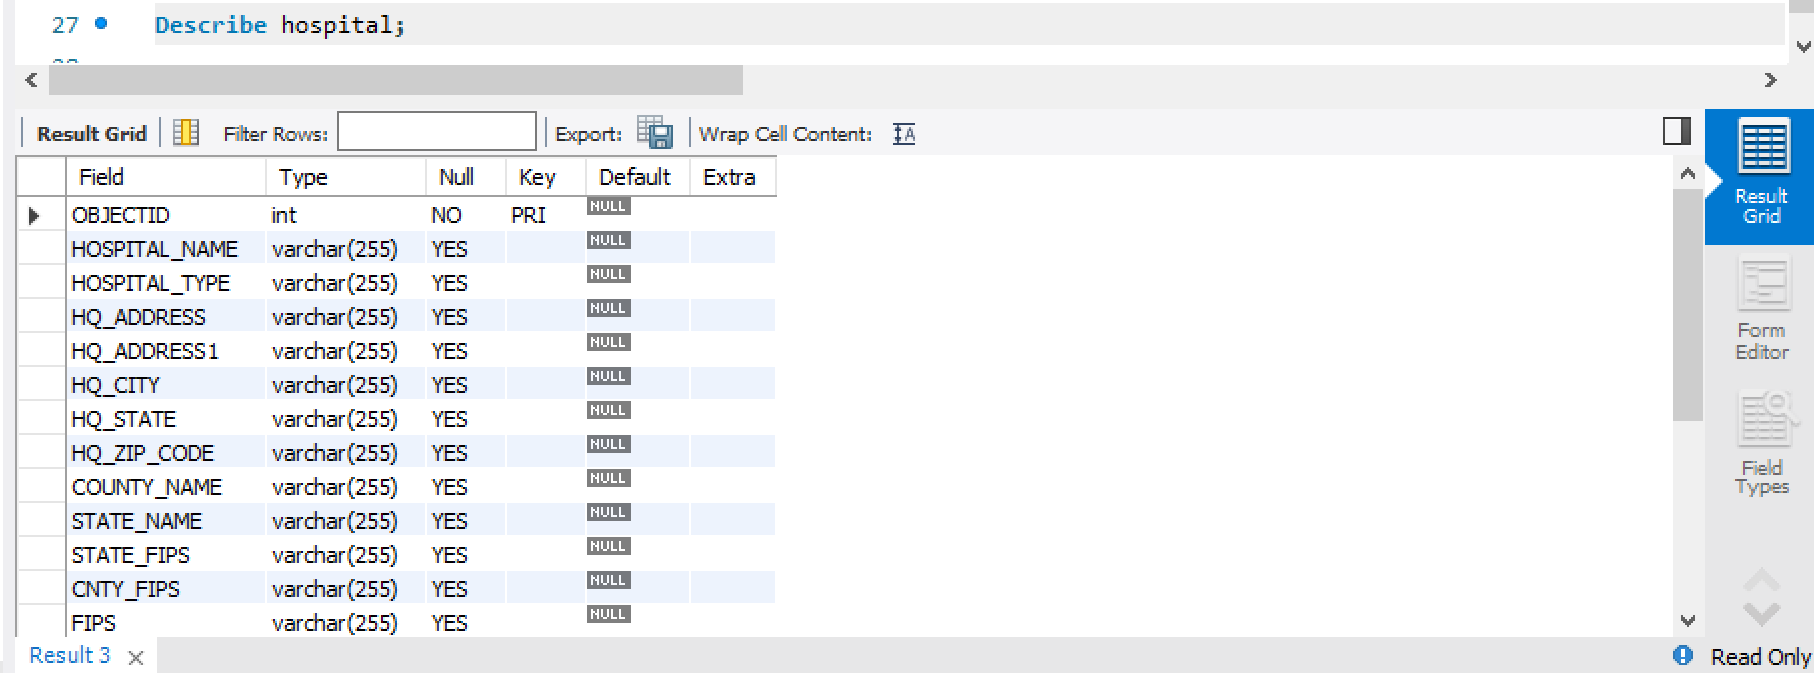 27 Describe hospital;
Result Grid Filter Rows: Export: Wrap Cell Content:
Field Type Null Key Default Extra
OBJECTID int NO PRI NULL
HOSPITAL_NAME varchar(255) YES NULL
HOSPITAL_TYPE varchar(255) YES NULL
HQ_ADDRESS varchar(255) YES NULL
HQ_ADDRESS1 varchar(255) YES NULL
HQ_CITY varchar(255) YES NULL
HQ_STATE varchar(255) YES NULL
HQ_ZIP_CODE varchar(255) YES NULL
COUNTY_NAME varchar(255) YES NULL
STATE_NAME varchar(255) YES NULL
STATE_FIPS varchar(255) YES NULL
CNTY_FIPS varchar(255) YES NULL
FIPS varchar(255) YES NULL
Result
Grid
Form
Editor
Field
Types
Result 3
Read Only